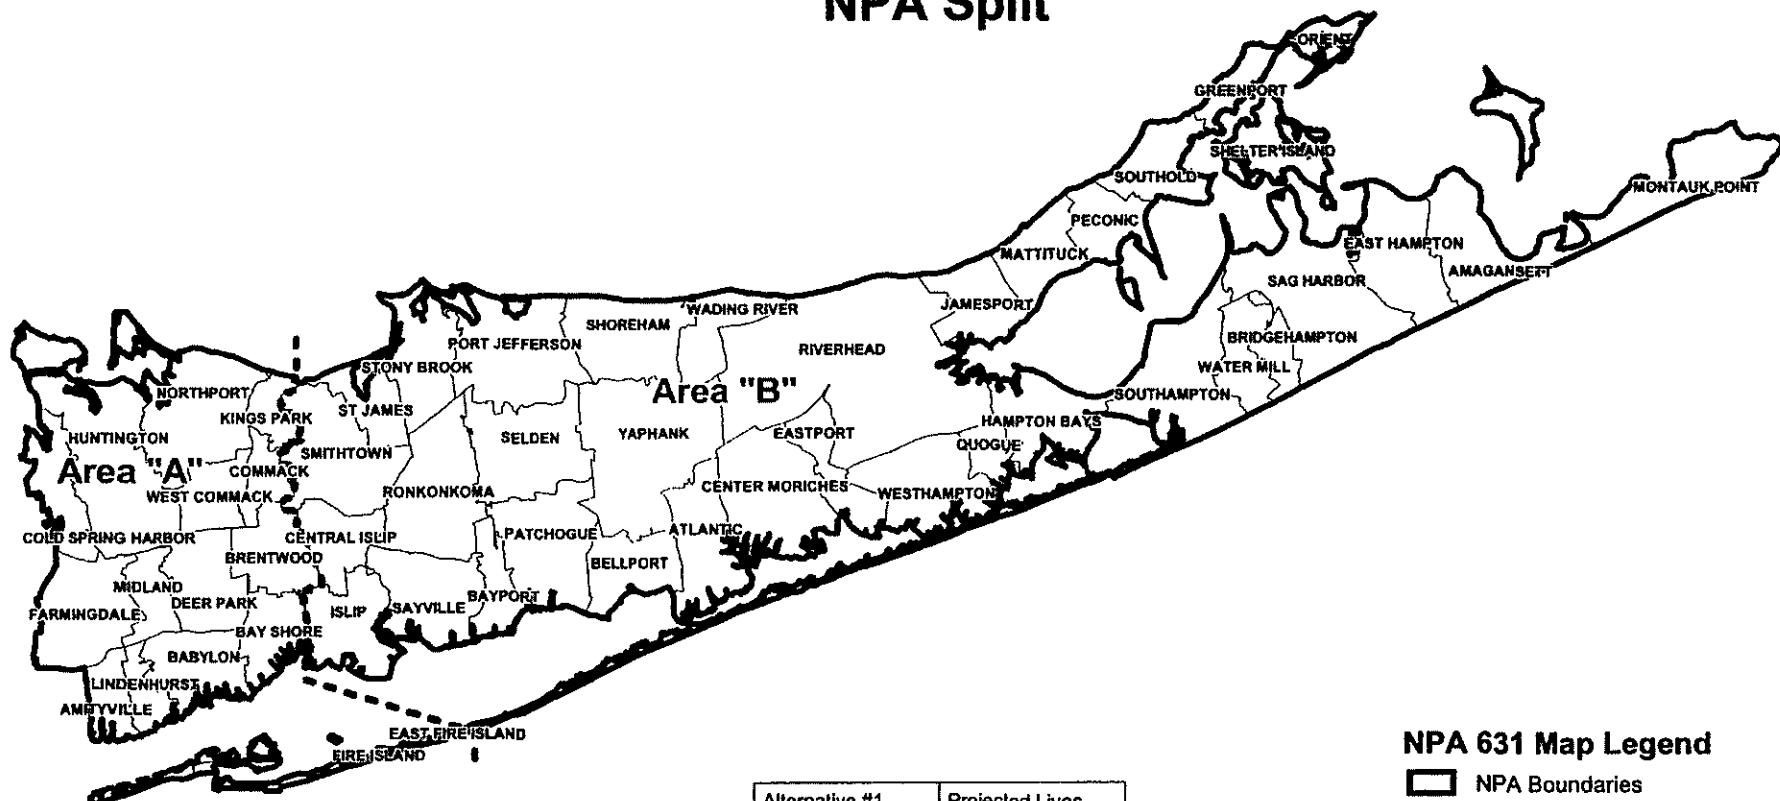 NPA Split
ORIENT
GREENPORT
SHELTER ISLAND
SOUTHOLD
MONTAUK POINT
PECONIC
MATTITUCK
EAST HAMPTON
AMAGANSETT
SAG HARBOR
JAMESPORT
WADING RIVER
SHOREHAM
BRIDGEHAMPTON
PORT JEFFERSON
RIVERHEAD
STONY BROOK
WATER MILL
Area "B"
NORTHPORT
SOUTHAMPTON
ST JAMES
KINGS PARK
HAMPTON BAYS
HUNTINGTON
SELDEN
YAPHANK
EASTPORT
QUOGUE
SMITHTOWN
Area "A"
COMMACK
WEST COMMACK
RONKONKOMA
CENTER MORICHES
WESTHAMPTON
COLD SPRING HARBOR
CENTRAL ISLIP
PATCHOGUE
ATLANTIC
BRENTWOOD
BELLPORT
MIDLAND
DEER PARK
BAYPORT
FARMINGDALE
ISLIP
SAYVILLE
BAY SHORE
BABYLON
LINDENHURST
AMITYVILLE
EAST FIRE ISLAND
FIRE ISLAND
NPA 631 Map Legend
NPA Boundaries
Alternative #1 Projected Lives